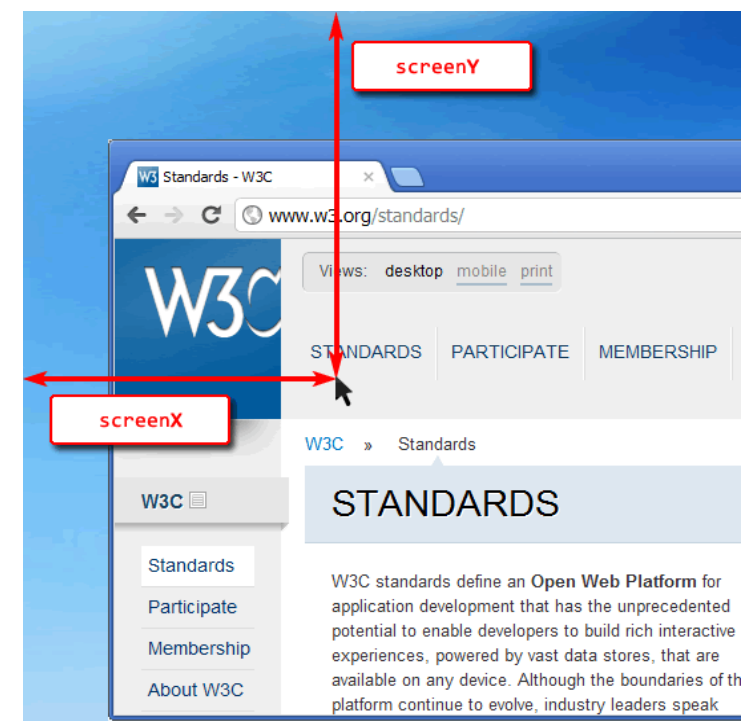 screenY
W3 Standards - W3C ×
www.w3.org/standards/
W3C
Views: desktop mobile print
STANDARDS PARTICIPATE MEMBERSHIP
screenX
W3C » Standards
W3C
STANDARDS
Standards
Participate
Membership
About W3C
W3C standards define an Open Web Platform for
application development that has the unprecedented
potential to enable developers to build rich interactive
experiences, powered by vast data stores, that are
available on any device. Although the boundaries of th
platform continue to evolve, industry leaders speak